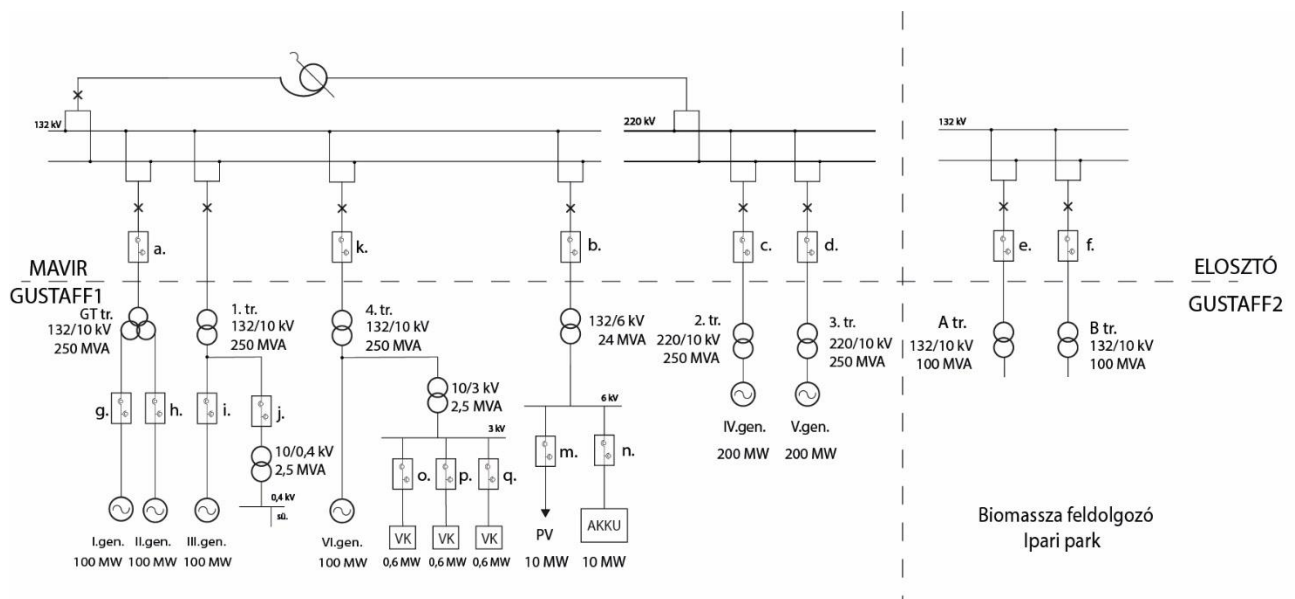 132 kV
220 kV
132 kV
a.
k.
b.
c.
d.
e.
f.
MAVIR
ELOSZTÓ
GUSTAFF1
GUSTAFF2
GT tr.
132/10 kV
250 MVA
1. tr.
132/10 kV
250 MVA
4. tr.
132/10 kV
250 MVA
132/6 kV
24 MVA
2. tr.
220/10 kV
250 MVA
3. tr.
220/10 kV
250 MVA
A tr.
132/10 kV
100 MVA
B tr.
132/10 kV
100 MVA
g.
h.
i.
j.
10/0,4 kV
2,5 MVA
0,4 kV
sü.
10/3 kV
2,5 MVA
3 kV
o.
p.
q.
6 kV
m.
n.
IV.gen.
200 MW
V.gen.
200 MW
I.gen.
100 MW
II.gen.
100 MW
III.gen.
100 MW
VI.gen.
100 MW
VK
0,6 MW
VK
0,6 MW
VK
0,6 MW
PV
10 MW
AKKU
10 MW
Biomassza feldolgozó
Ipari park